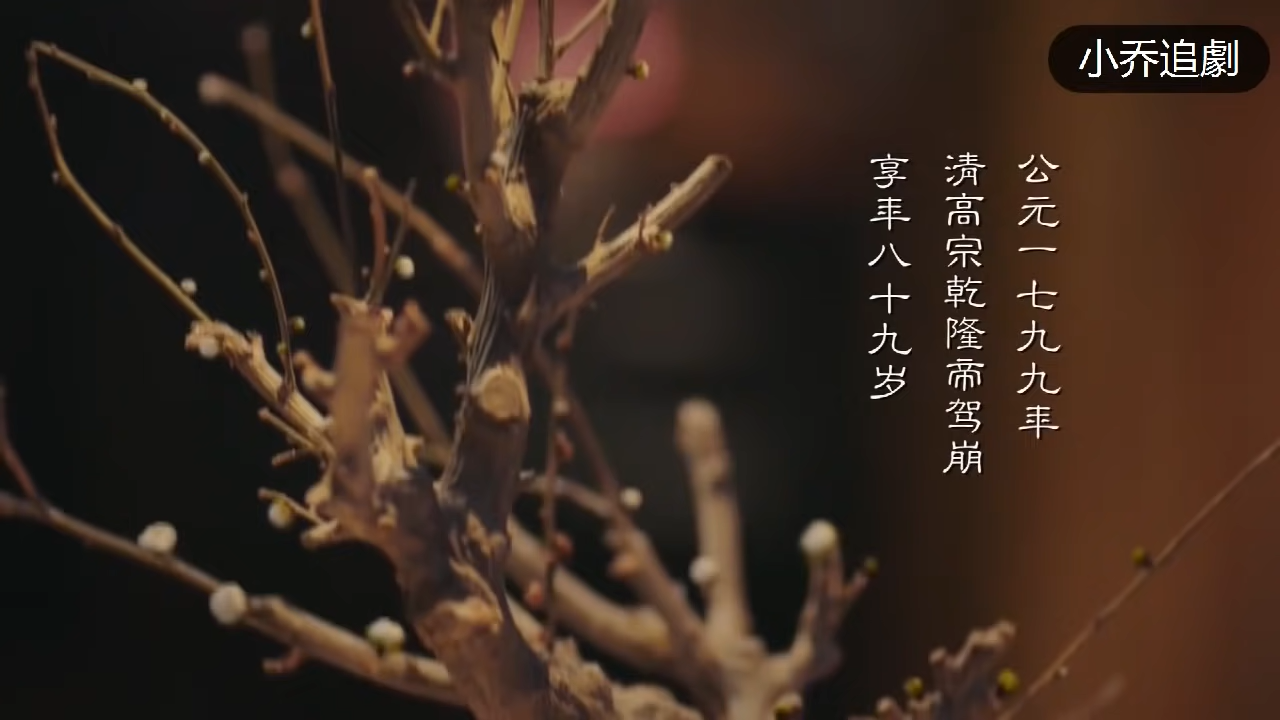 小乔追劇
公元一七九九年
清高宗乾隆帝驾崩
享年八十九岁